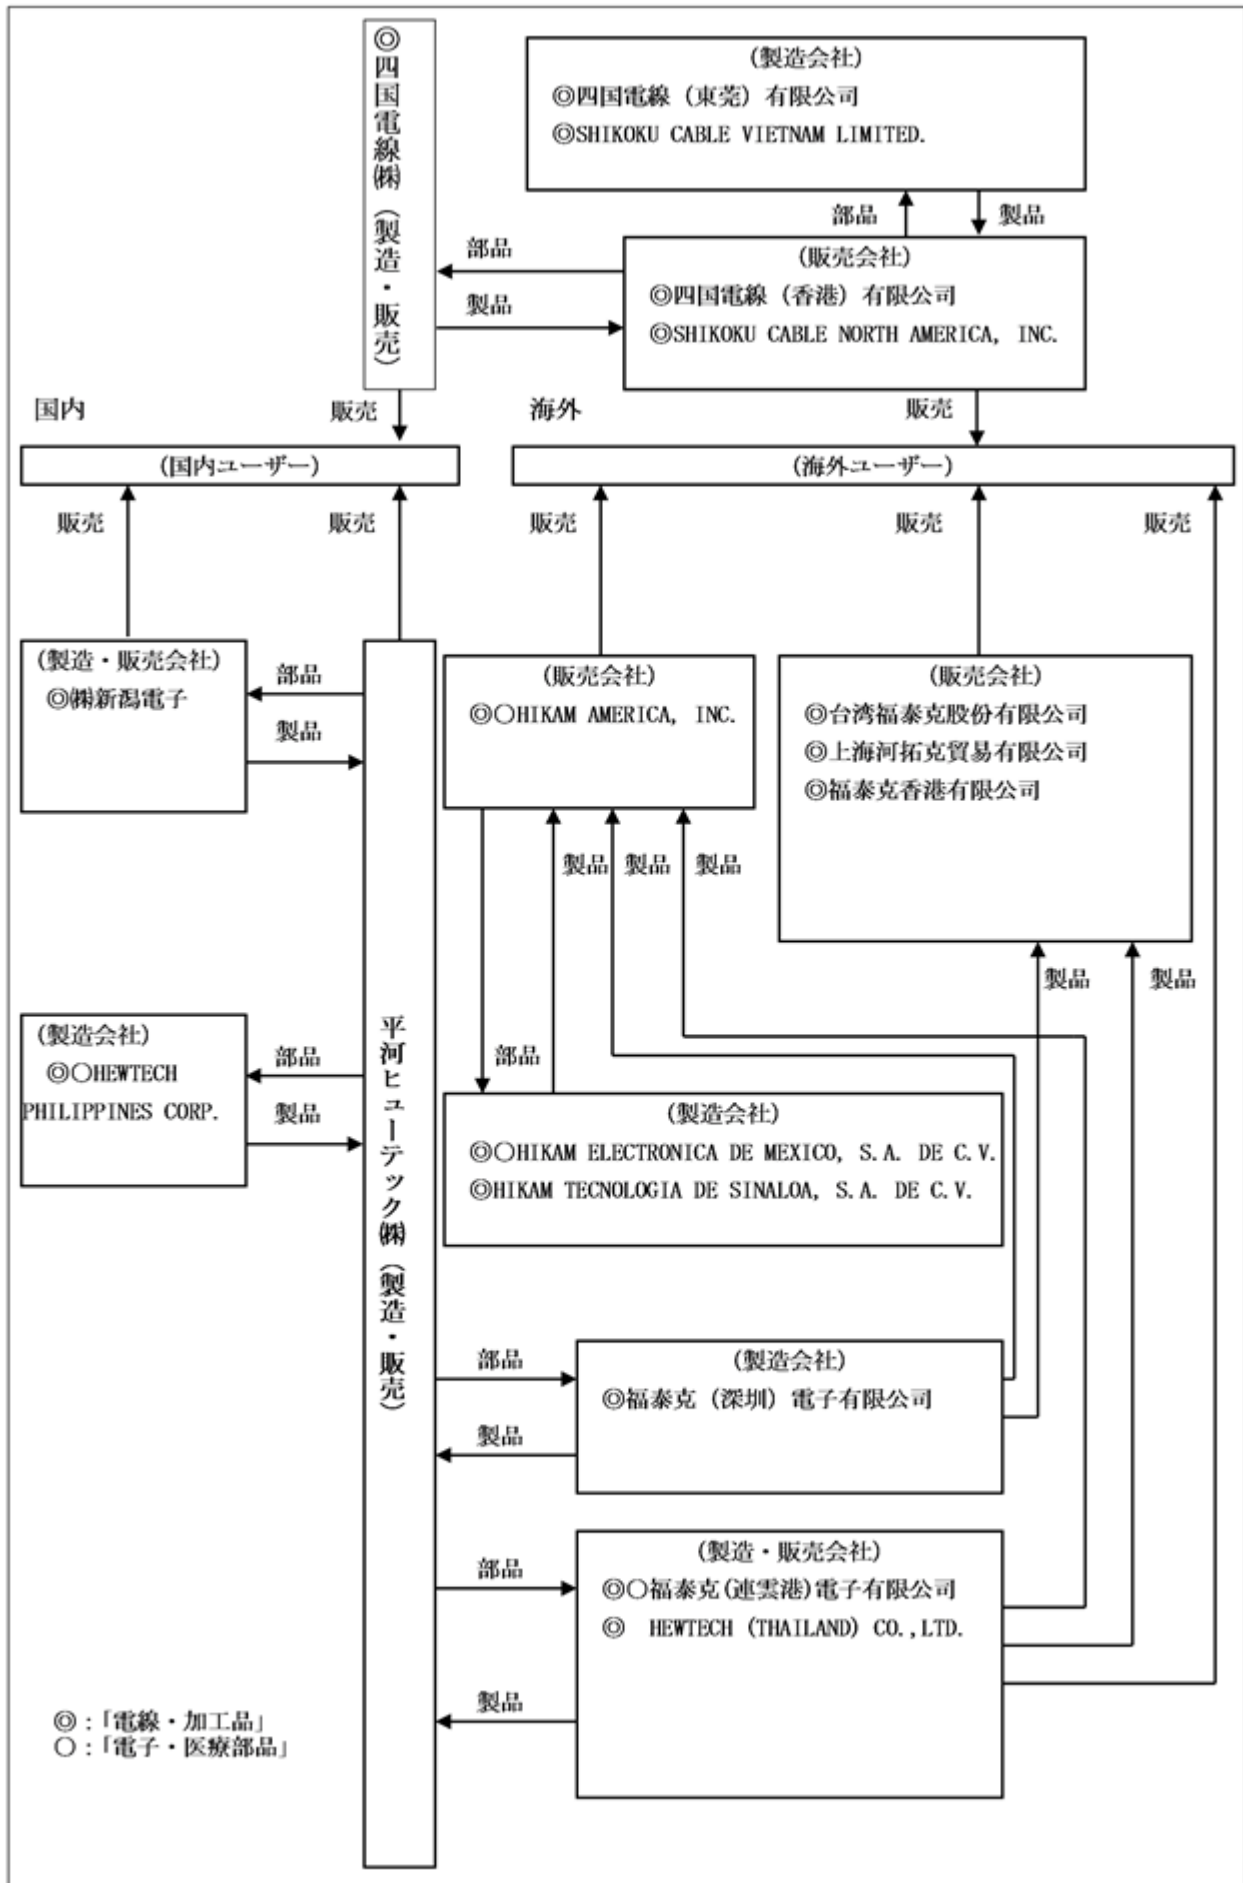 ◎四国電線㈱（製造・販売）
(製造会社)
◎四国電線（東莞）有限公司
◎SHIKOKU CABLE VIETNAM LIMITED.
部品
製品
部品
製品
(販売会社)
◎四国電線（香港）有限公司
◎SHIKOKU CABLE NORTH AMERICA, INC.
国内
販売
海外
販売
(国内ユーザー)
(海外ユーザー)
販売
販売
販売
販売
販売
(製造・販売会社)
◎㈱新潟電子
部品
製品
(販売会社)
◎○HIKAM AMERICA, INC.
(販売会社)
◎台湾福泰克股份有限公司
◎上海河拓克貿易有限公司
◎福泰克香港有限公司
製品
製品
製品
製品
製品
平河ヒューテック㈱（製造・販売）
(製造会社)
◎○HEWTECH
PHILIPPINES CORP.
部品
製品
部品
(製造会社)
◎○HIKAM ELECTRONICA DE MEXICO, S.A. DE C.V.
◎HIKAM TECNOLOGIA DE SINALOA, S.A. DE C.V.
部品
製品
(製造会社)
◎福泰克（深圳）電子有限公司
部品
製品
(製造・販売会社)
◎○福泰克(連雲港)電子有限公司
◎ HEWTECH (THAILAND) CO.,LTD.
◎：「電線・加工品」
○：「電子・医療部品」